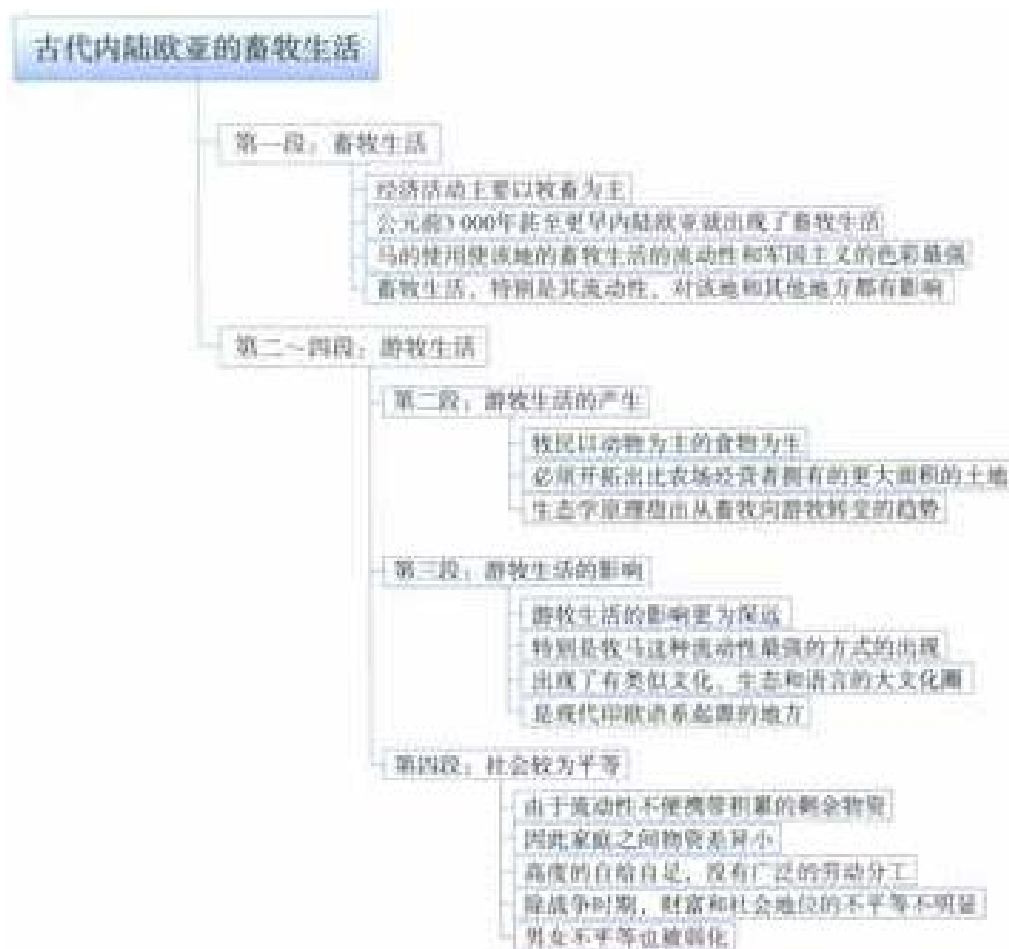 古代内陆欧亚的畜牧生活
第一段：畜牧生活
经济活动主要以牧畜为主
公元前3000年甚至更早内陆欧亚就出现了畜牧生活
马的使用使该地的畜牧生活的流动性和军国主义的色彩最强
畜牧生活，特别是其流动性，对该地和其他地方都有影响
第二～四段：游牧生活
第二段：游牧生活的产生
牧民以动物为主的食物为生
必须开拓出比农场经营者拥有的更大面积的土地
生态学原理指出从畜牧向游牧转变的趋势
第三段：游牧生活的影响
游牧生活的影响更为深远
特别是牧马这种流动性最强的方式的出现
出现了有类似文化、生态和语言的大文化圈
是现代印欧语系起源的地方
第四段：社会较为平等
由于流动性不便携带积累的剩余物资
因此家庭之间物资差异小
高度的自给自足，没有广泛的劳动分工
除战争时期，财富和社会地位的不平等不明显
男女不平等也被弱化